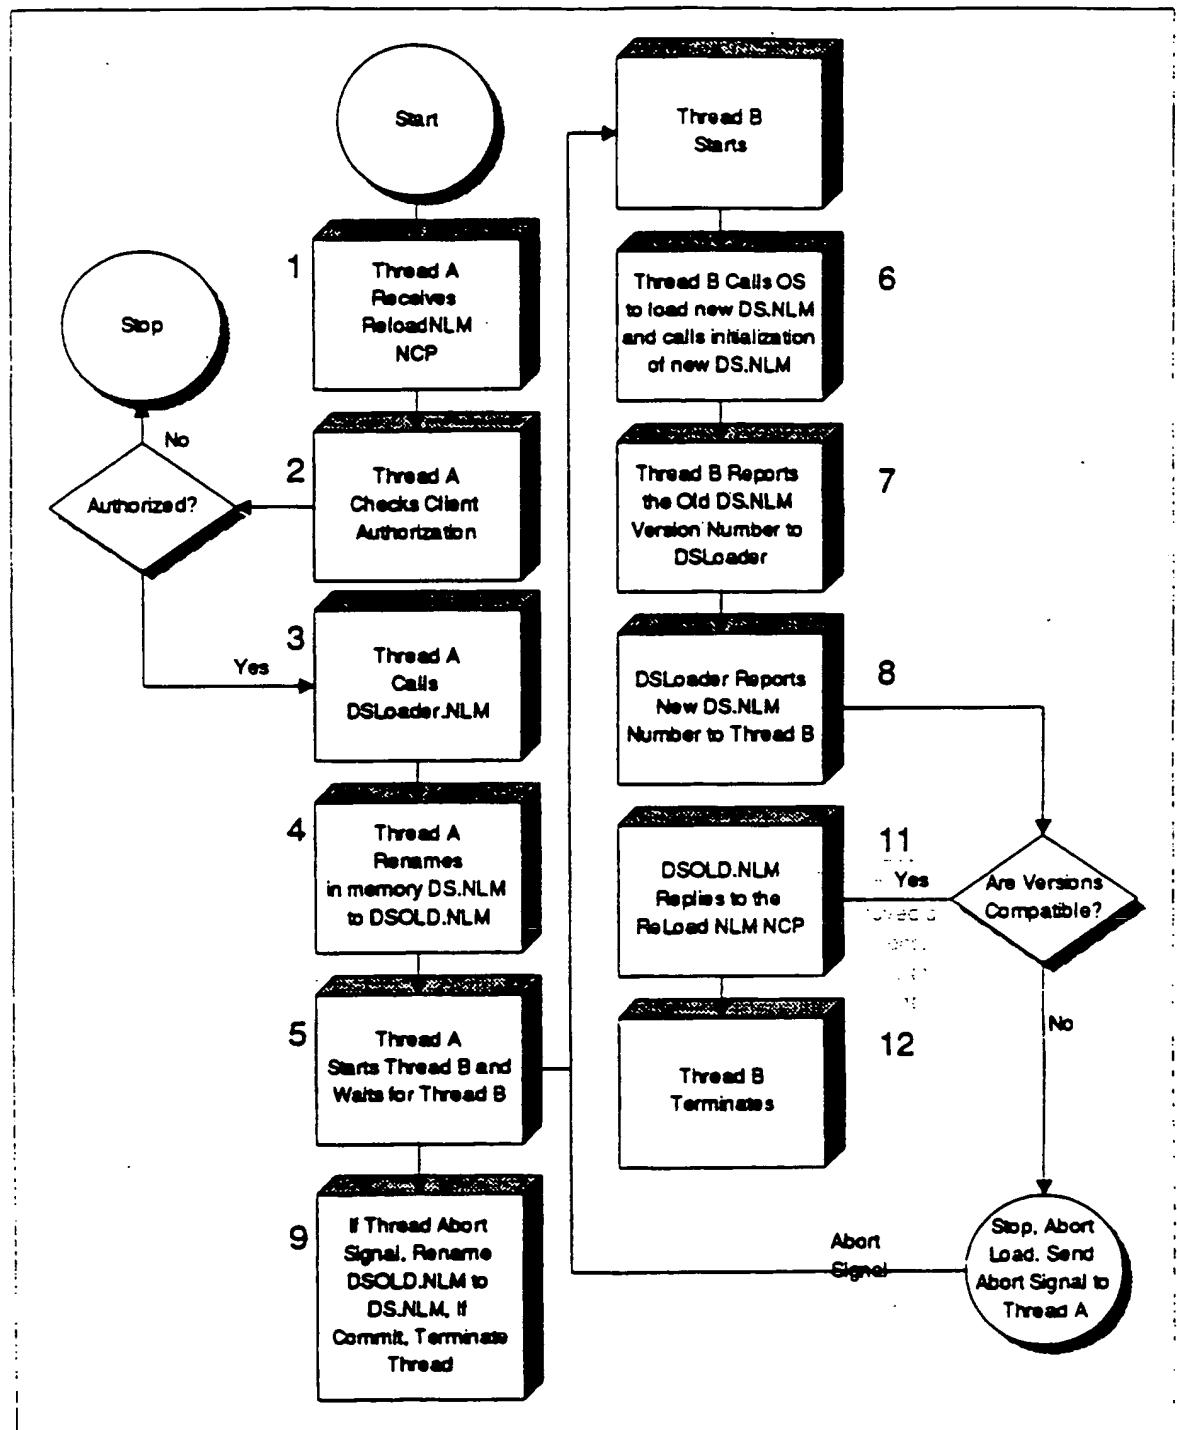 Start
1
Thread A
Receives
ReloadNLM
NCP
Stop
No
2
Thread A
Checks Client
Authorization
Authorized?
Yes
3
Thread A
Calls
DSLoader.NLM
4
Thread A
Renames
in memory DS.NLM
to DSOLD.NLM
5
Thread A
Starts Thread B and
Waits for Thread B
9
If Thread Abort
Signal, Rename
DSOLD.NLM to
DS.NLM, If
Commit, Terminate
Thread
Thread B
Starts
6
Thread B Calls OS
to load new DS.NLM
and calls initialization
of new DS.NLM
7
Thread B Reports
the Old DS.NLM
Version Number to
DSLoader
8
DSLoader Reports
New DS.NLM
Number to Thread B
11
Yes
DSOLD.NLM
Replies to the
ReLoad NLM NCP
Are Versions
Compatible?
12
Thread B
Terminates
No
Abort
Signal
Stop, Abort
Load, Send
Abort Signal to
Thread A